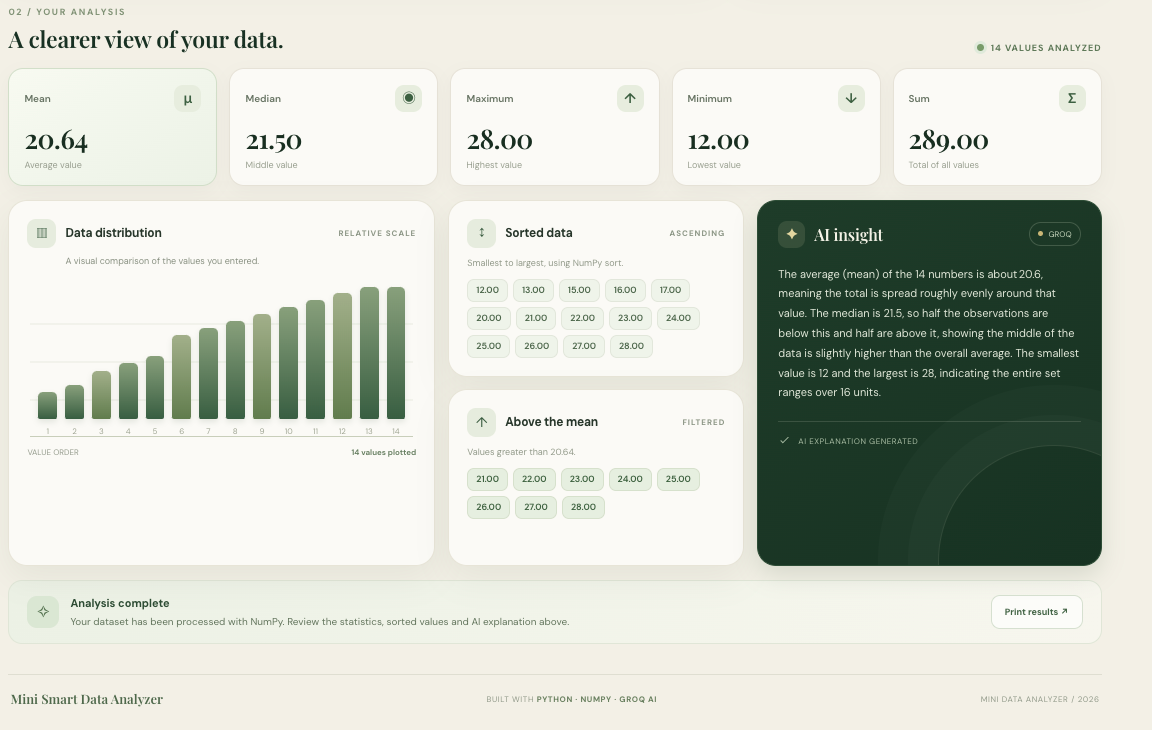 02 / YOUR ANALYSIS
A clearer view of your data.
14 VALUES ANALYZED
Mean
μ
20.64
Average value
Median
21.50
Middle value
Maximum
↑
28.00
Highest value
Minimum
↓
12.00
Lowest value
Sum
Σ
289.00
Total of all values
Data distribution
RELATIVE SCALE
A visual comparison of the values you entered.
1 2 3 4 5 6 7 8 9 10 11 12 13 14
VALUE ORDER
14 values plotted
↕
Sorted data
ASCENDING
Smallest to largest, using NumPy sort.
12.00 13.00 15.00 16.00 17.00
20.00 21.00 22.00 23.00 24.00
25.00 26.00 27.00 28.00
↑
Above the mean
FILTERED
Values greater than 20.64.
21.00 22.00 23.00 24.00 25.00
26.00 27.00 28.00
AI insight
GROQ
The average (mean) of the 14 numbers is about 20.6,
meaning the total is spread roughly evenly around that
value. The median is 21.5, so half the observations are
below this and half are above it, showing the middle of the
data is slightly higher than the overall average. The smallest
value is 12 and the largest is 28, indicating the entire set
ranges over 16 units.
✓ AI EXPLANATION GENERATED
Analysis complete
Your dataset has been processed with NumPy. Review the statistics, sorted values and AI explanation above.
Print results ↗
Mini Smart Data Analyzer
BUILT WITH PYTHON · NUMPY · GROQ AI
MINI DATA ANALYZER / 2026